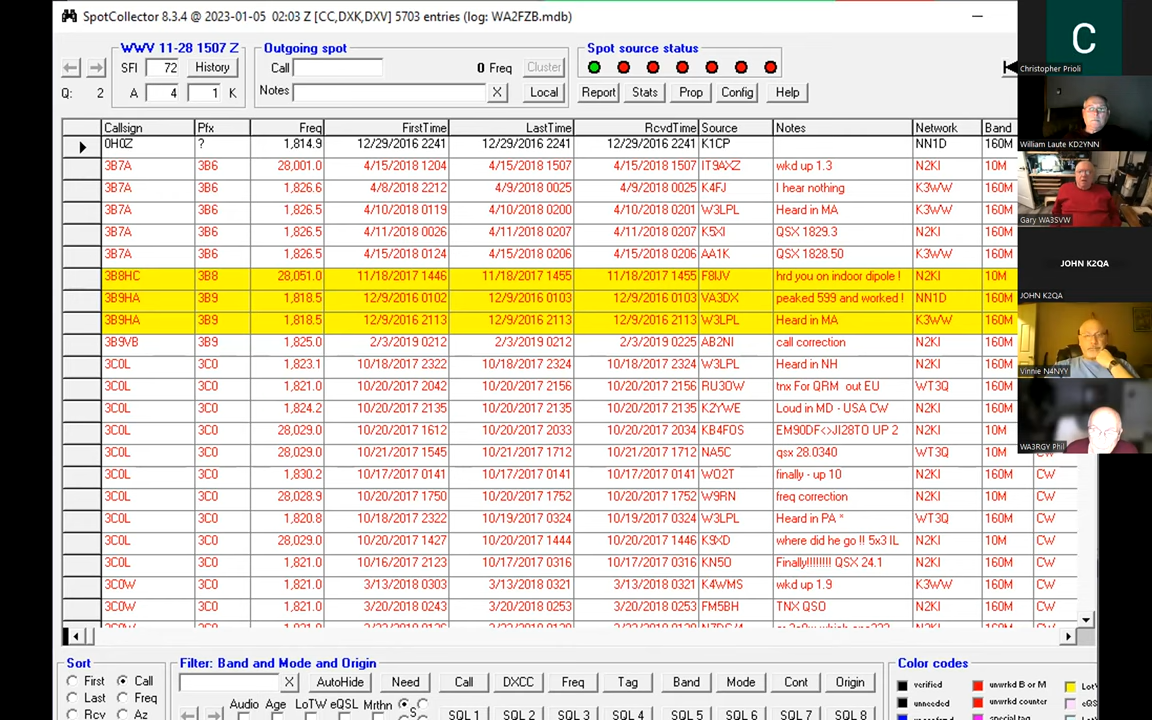 SpotCollector 8.3.4 @ 2023-01-05 02:03 Z [CC,DXK,DXV] 5703 entries (log: WA2FZB.mdb)
WWV 11-28 1507 Z Outgoing spot Spot source status
SFI 72 History Call 0 Freq Cluster
Q: 2 A 4 1 K Notes X Local Report Stats Prop Config Help
Callsign Pfx Freq FirstTime LastTime RcvdTime Source Notes Network Band
0H0Z ? 1,814.9 12/29/2016 2241 12/29/2016 2241 12/29/2016 2241 K1CP NN1D 160M
3B7A 3B6 28,001.0 4/15/2018 1204 4/15/2018 1507 4/15/2018 1507 IT9AXZ wkd up 1.3 N2KI 10M
3B7A 3B6 1,826.6 4/8/2018 2212 4/9/2018 0025 4/9/2018 0025 K4FJ I hear nothing K3WW 160M
3B7A 3B6 1,826.5 4/10/2018 0119 4/10/2018 0200 4/10/2018 0201 W3LPL Heard in MA K3WW 160M
3B7A 3B6 1,826.5 4/11/2018 0026 4/11/2018 0207 4/11/2018 0207 K5XI QSX 1829.3 N2KI 160M
3B7A 3B6 1,826.5 4/15/2018 0124 4/15/2018 0206 4/15/2018 0206 AA1K QSX 1828.50 K3WW 160M
3B8HC 3B8 28,051.0 11/18/2017 1446 11/18/2017 1455 11/18/2017 1455 F8IJV hrd you on indoor dipole ! N2KI 10M
3B9HA 3B9 1,818.5 12/9/2016 0102 12/9/2016 0103 12/9/2016 0103 VA3DX peaked 599 and worked ! NN1D 160M
3B9HA 3B9 1,818.5 12/9/2016 2113 12/9/2016 2113 12/9/2016 2113 W3LPL Heard in MA K3WW 160M
3B9VB 3B9 1,825.0 2/3/2019 0212 2/3/2019 0212 2/3/2019 0225 AB2NI call correction N2KI 160M
3C0L 3C0 1,823.1 10/18/2017 2322 10/18/2017 2324 10/18/2017 2324 W3LPL Heard in NH N2KI 160M
3C0L 3C0 1,821.0 10/20/2017 2042 10/20/2017 2156 10/20/2017 2156 RU3OW tnx For QRM out EU WT3Q 160M
3C0L 3C0 1,824.2 10/20/2017 2135 10/20/2017 2135 10/20/2017 2135 K2YWE Loud in MD - USA CW N2KI 160M
3C0L 3C0 28,029.0 10/20/2017 1612 10/20/2017 2033 10/20/2017 2034 KB4FOS EM90DF<>JI28TO UP 2 N2KI 10M
3C0L 3C0 28,029.0 10/21/2017 1545 10/21/2017 1712 10/21/2017 1712 NA5C qsx 28.0340 WT3Q 10M CW
3C0L 3C0 1,830.2 10/17/2017 0141 10/17/2017 0141 10/17/2017 0141 WO2T finally - up 10 N2KI 160M CW
3C0L 3C0 28,028.9 10/20/2017 1750 10/20/2017 1752 10/20/2017 1752 W9RN freq correction N2KI 10M CW
3C0L 3C0 1,820.8 10/18/2017 2322 10/19/2017 0324 10/19/2017 0324 W3LPL Heard in PA * WT3Q 160M CW
3C0L 3C0 28,029.0 10/20/2017 1427 10/20/2017 1444 10/20/2017 1446 K9XD where did he go !! 5x3 IL N2KI 10M CW
3C0L 3C0 1,821.0 10/16/2017 2123 10/17/2017 0316 10/17/2017 0316 KN5O Finally!!!!!!!! QSX 24.1 N2KI 160M CW
3C0W 3C0 1,821.0 3/13/2018 0303 3/13/2018 0321 3/13/2018 0321 K4WMS wkd up 1.9 K3WW 160M CW
3C0W 3C0 1,821.0 3/20/2018 0243 3/20/2018 0253 3/20/2018 0253 FM5BH TNX QSO N2KI 160M CW
Sort Filter: Band and Mode and Origin Color codes
First Call X AutoHide Need Call DXCC Freq Tag Band Mode Cont Origin verified unwrkd B or M
Last Freq Audio Age LoTW eQSL Mrthn unneeded unwrkd counter
Rcv Az S SQL 1 SQL 2 SQL 3 SQL 4 SQL 5 SQL 6 SQL 7 SQL 8 special tag
C
Christopher Prioli
William Laute KD2YNN
Gary WA3SVW
JOHN K2QA
JOHN K2QA
Vinnie N4NYY
WA3RGY Phil